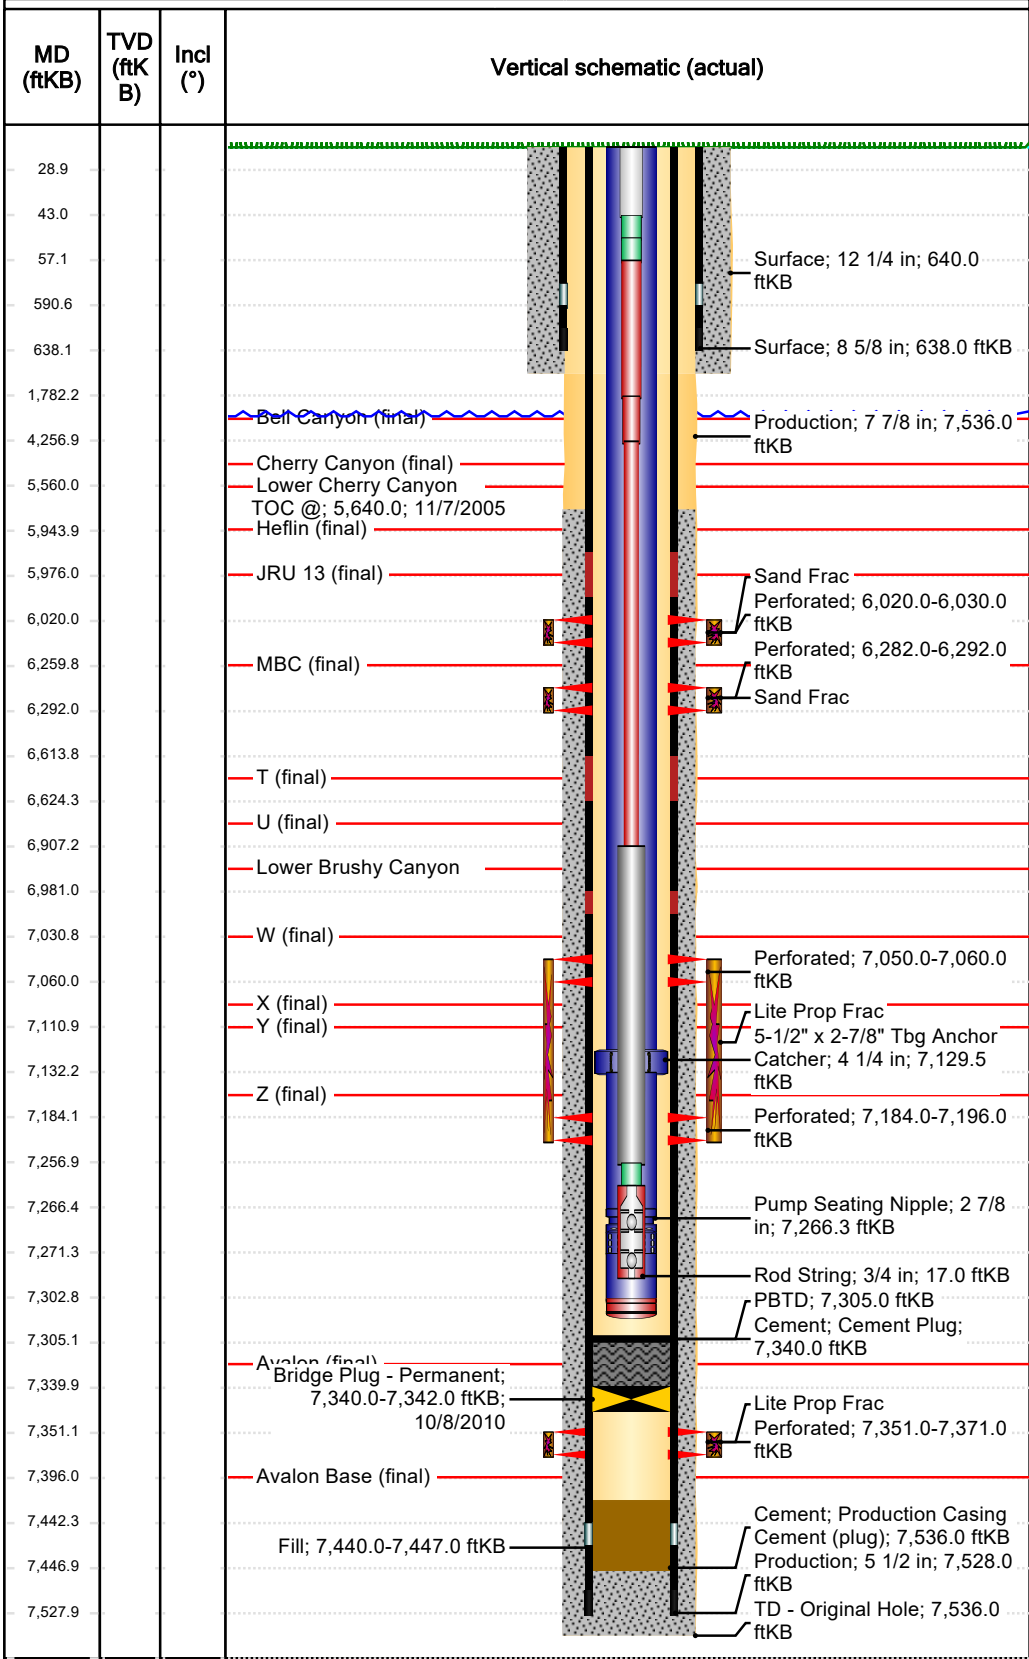 MD
(ftKB)
TVD
(ftK
B)
Incl
(°)
Vertical schematic (actual)
28.9
43.0
57.1
Surface; 12 1/4 in; 640.0
ftKB
590.6
638.1
Surface; 8 5/8 in; 638.0 ftKB
1,782.2
Bell Canyon (final)
Production; 7 7/8 in; 7,536.0
ftKB
4,256.9
Cherry Canyon (final)
5,560.0
Lower Cherry Canyon
TOC @; 5,640.0; 11/7/2005
5,943.9
Heflin (final)
5,976.0
JRU 13 (final)
Sand Frac
Perforated; 6,020.0-6,030.0
ftKB
6,020.0
Perforated; 6,282.0-6,292.0
ftKB
6,259.8
MBC (final)
Sand Frac
6,292.0
6,613.8
T (final)
6,624.3
U (final)
6,907.2
Lower Brushy Canyon
6,981.0
7,030.8
W (final)
Perforated; 7,050.0-7,060.0
ftKB
7,060.0
X (final)
Lite Prop Frac
7,110.9
Y (final)
5-1/2" x 2-7/8" Tbg Anchor
Catcher; 4 1/4 in; 7,129.5
ftKB
7,132.2
Z (final)
7,184.1
Perforated; 7,184.0-7,196.0
ftKB
7,256.9
7,266.4
Pump Seating Nipple; 2 7/8
in; 7,266.3 ftKB
7,271.3
Rod String; 3/4 in; 17.0 ftKB
7,302.8
PBTD; 7,305.0 ftKB
7,305.1
Cement; Cement Plug;
7,340.0 ftKB
Avalon (final)
Bridge Plug - Permanent;
7,340.0-7,342.0 ftKB;
10/8/2010
7,339.9
Lite Prop Frac
7,351.1
Perforated; 7,351.0-7,371.0
ftKB
7,396.0
Avalon Base (final)
7,442.3
Cement; Production Casing
Cement (plug); 7,536.0 ftKB
Fill; 7,440.0-7,447.0 ftKB
7,446.9
Production; 5 1/2 in; 7,528.0
ftKB
7,527.9
TD - Original Hole; 7,536.0
ftKB